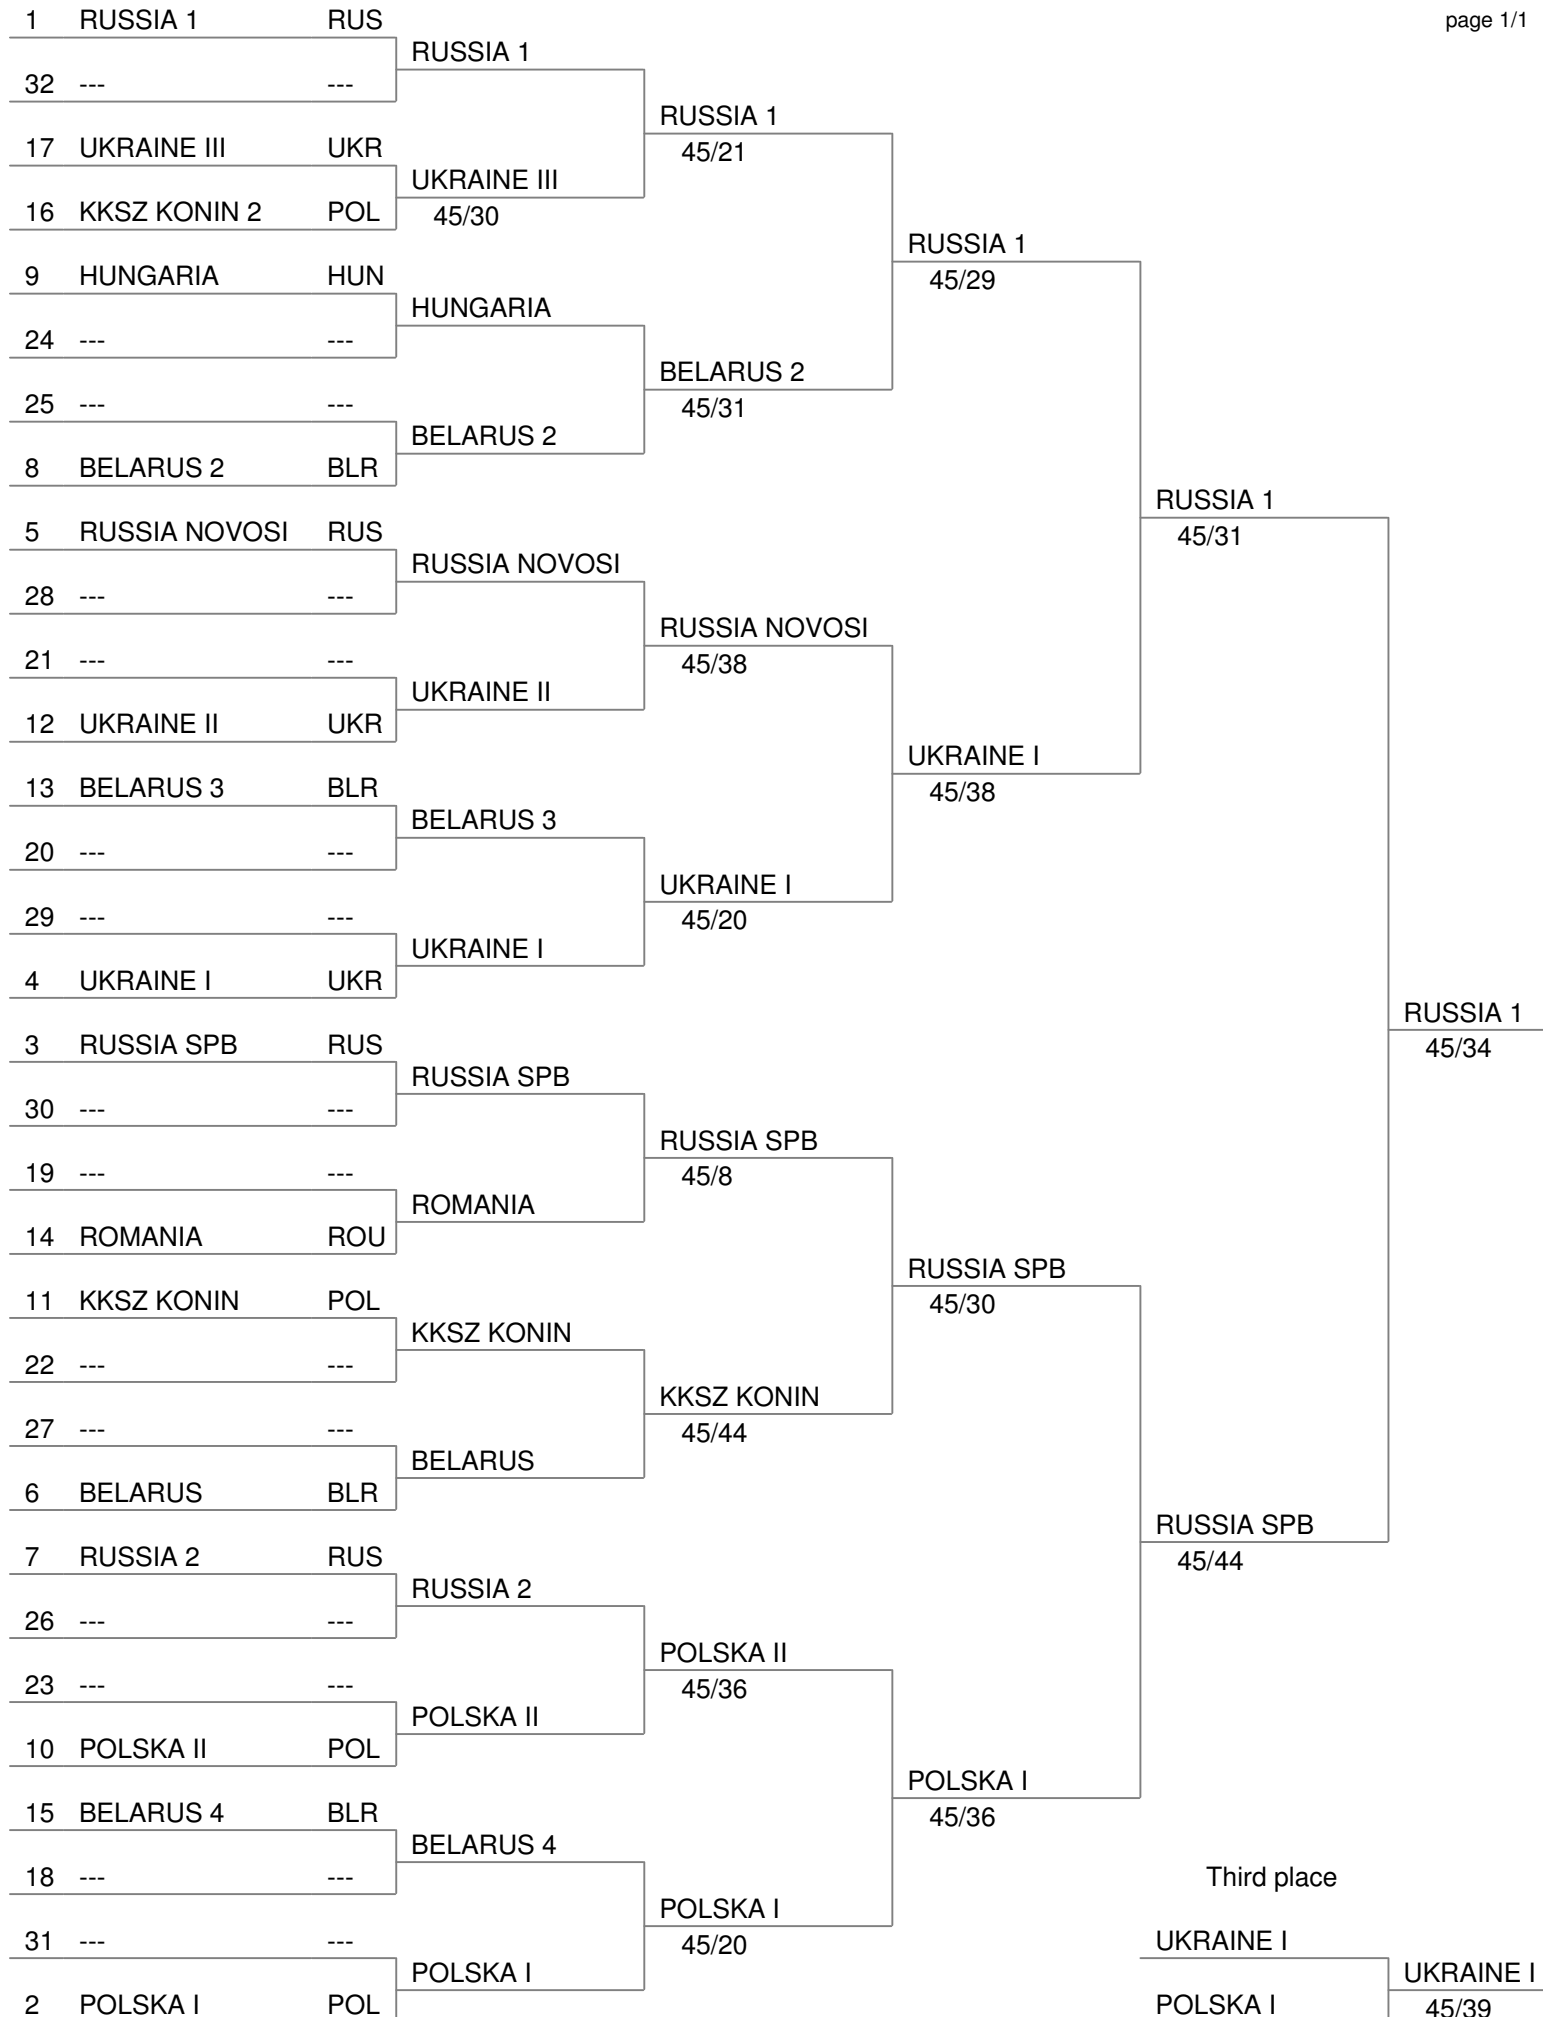 page 1/1
1 RUSSIA 1 RUS
RUSSIA 1
32 --- ---
RUSSIA 1
45/21
17 UKRAINE III UKR
UKRAINE III
45/30
16 KKSZ KONIN 2 POL
RUSSIA 1
45/29
9 HUNGARIA HUN
HUNGARIA
24 --- ---
BELARUS 2
45/31
25 --- ---
BELARUS 2
8 BELARUS 2 BLR
RUSSIA 1
45/31
5 RUSSIA NOVOSI RUS
RUSSIA NOVOSI
28 --- ---
RUSSIA NOVOSI
45/38
21 --- ---
UKRAINE II
12 UKRAINE II UKR
UKRAINE I
45/38
13 BELARUS 3 BLR
BELARUS 3
20 --- ---
UKRAINE I
45/20
29 --- ---
UKRAINE I
4 UKRAINE I UKR
RUSSIA 1
45/34
3 RUSSIA SPB RUS
RUSSIA SPB
30 --- ---
RUSSIA SPB
45/8
19 --- ---
ROMANIA
14 ROMANIA ROU
RUSSIA SPB
45/30
11 KKSZ KONIN POL
KKSZ KONIN
22 --- ---
KKSZ KONIN
45/44
27 --- ---
BELARUS
6 BELARUS BLR
RUSSIA SPB
45/44
7 RUSSIA 2 RUS
RUSSIA 2
26 --- ---
POLSKA II
45/36
23 --- ---
POLSKA II
10 POLSKA II POL
POLSKA I
45/36
15 BELARUS 4 BLR
BELARUS 4
18 --- ---
POLSKA I
45/20
31 --- ---
POLSKA I
2 POLSKA I POL
Third place
UKRAINE I
UKRAINE I
45/39
POLSKA I